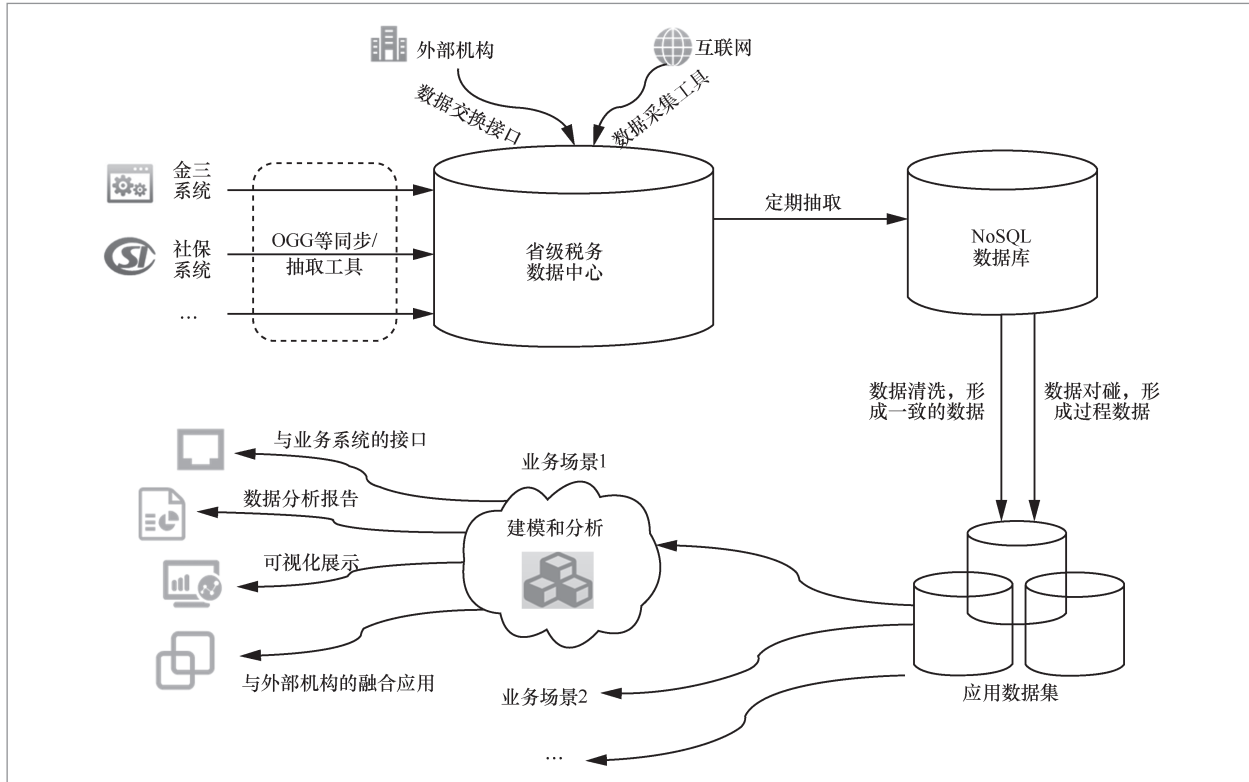 外部机构
互联网
数据交换接口
数据采集工具
金三
系统
社保
系统
…
OGG等同步/
抽取工具
省级税务
数据中心
定期抽取
NoSQL
数据库
数据清洗，形
成一致的数据
数据对碰，形
成过程数据
与业务系统的接口
数据分析报告
可视化展示
与外部机构的融合应用
业务场景1
建模和分析
业务场景2
…
应用数据集